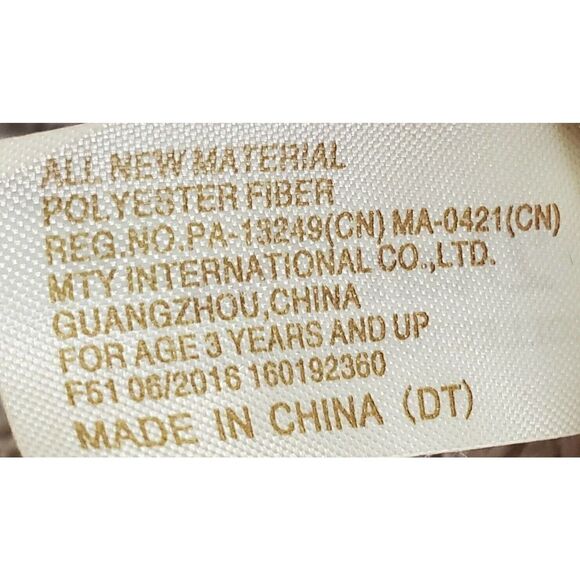 ALL NEW MATERIAL
POLYESTER FIBER
REG.NO.PA-13249(CN) MA-0421(CN)
MTY INTERNATIONAL CO.,LTD.
GUANGZHOU,CHINA
FOR AGE 3 YEARS AND UP
F61 06/2016 160192360
MADE IN CHINA (DT)